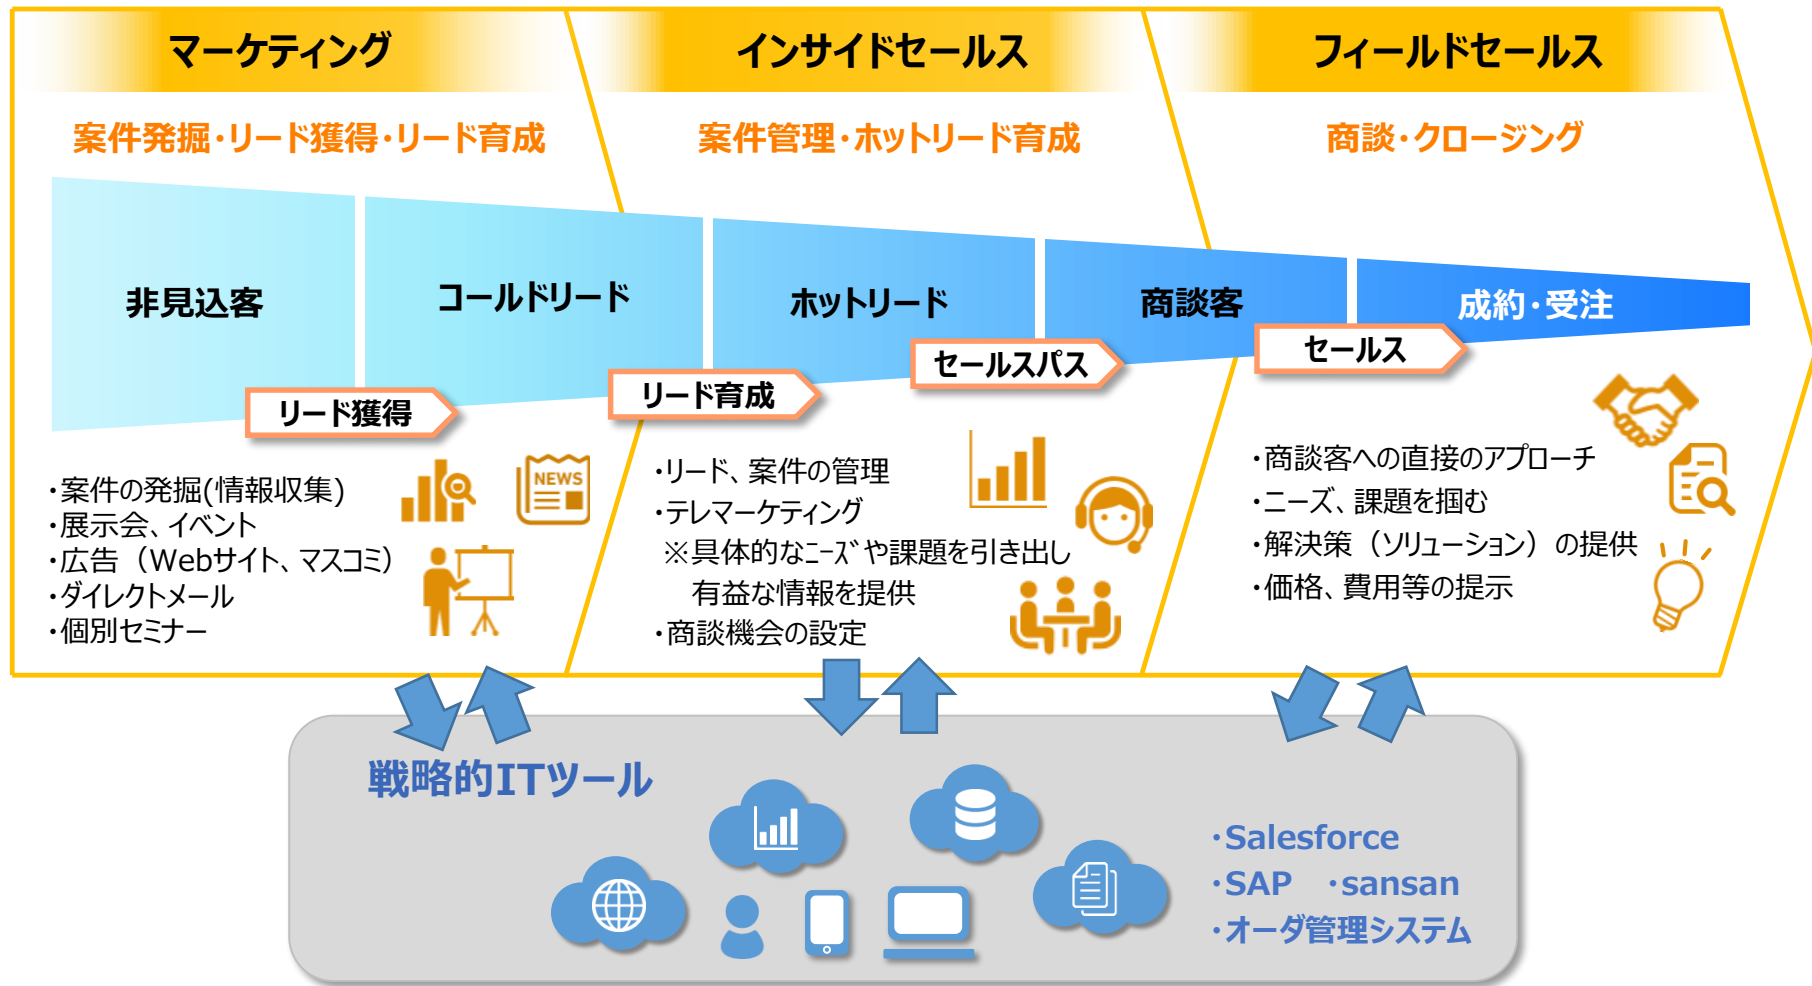 マーケティング
インサイドセールス
フィールドセールス
案件発掘・リード獲得・リード育成
案件管理・ホットリード育成
商談・クロージング
非見込客
コールドリード
ホットリード
商談客
成約・受注
リード獲得
リード育成
セールスパス
セールス
・案件の発掘(情報収集)
・展示会、イベント
・広告（Webサイト、マスコミ）
・ダイレクトメール
・個別セミナー
NEWS
・リード、案件の管理
・テレマーケティング
※具体的なﾆｰｽﾞや課題を引き出し
有益な情報を提供
・商談機会の設定
・商談客への直接のアプローチ
・ニーズ、課題を掴む
・解決策（ソリューション）の提供
・価格、費用等の提示
戦略的ITツール
・Salesforce
・SAP　・sansan
・オーダ管理システム